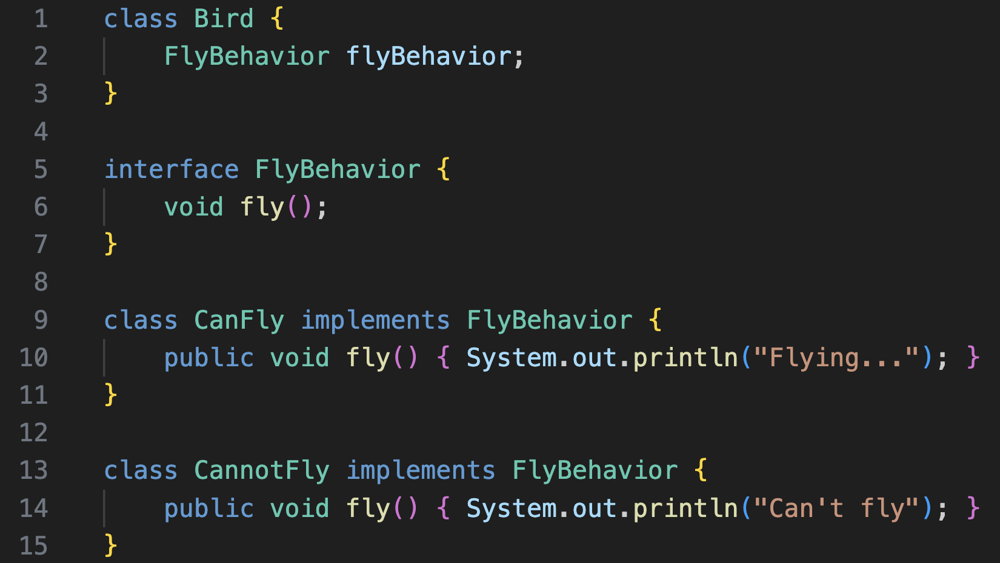 1 class Bird {
2 FlyBehavior flyBehavior;
3 }
4
5 interface FlyBehavior {
6 void fly();
7 }
8
9 class CanFly implements FlyBehavior {
10 public void fly() { System.out.println("Flying..."); }
11 }
12
13 class CannotFly implements FlyBehavior {
14 public void fly() { System.out.println("Can't fly"); }
15 }